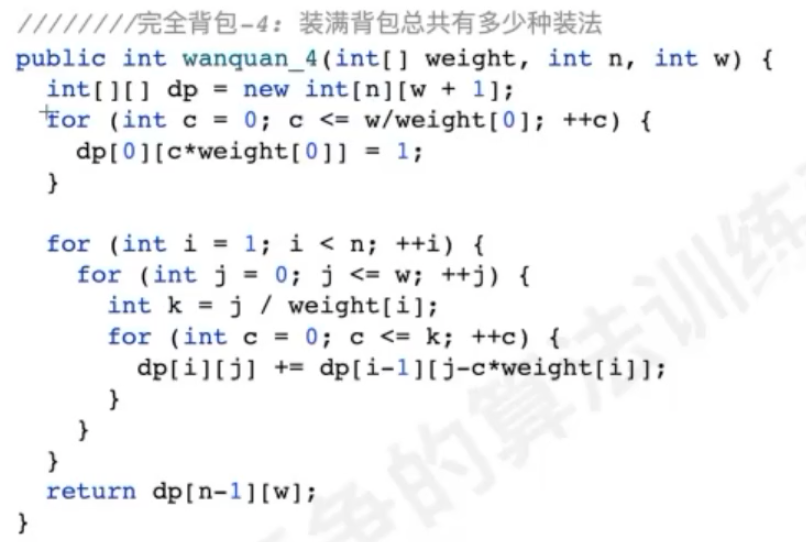 ////////完全背包-4：装满背包总共有多少种装法
public int wanquan_4(int[] weight, int n, int w) {
  int[][] dp = new int[n][w + 1];
  for (int c = 0; c <= w/weight[0]; ++c) {
    dp[0][c*weight[0]] = 1;
  }

  for (int i = 1; i < n; ++i) {
    for (int j = 0; j <= w; ++j) {
      int k = j / weight[i];
      for (int c = 0; c <= k; ++c) {
        dp[i][j] += dp[i-1][j-c*weight[i]];
      }
    }
  }
  return dp[n-1][w];
}
争的算法训练